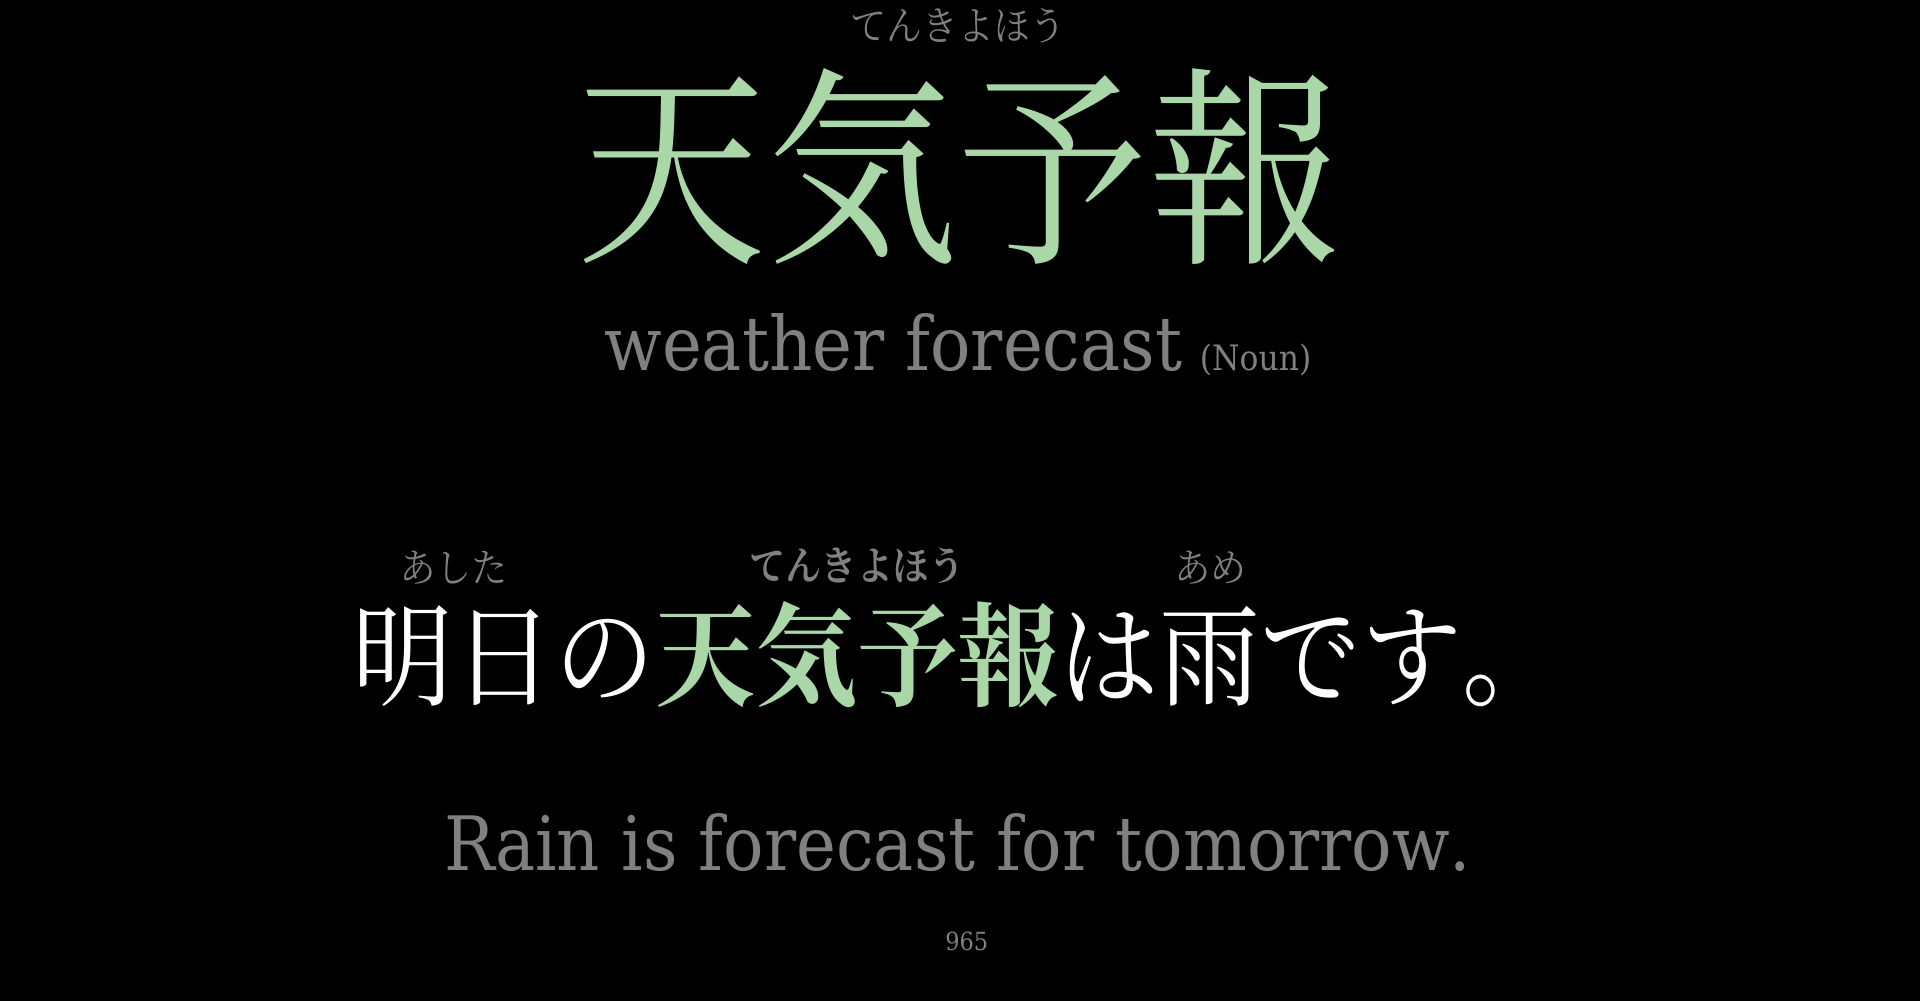 てんきよほう
天気予報
weather forecast (Noun)
あした てんきよほう あめ
明日の天気予報は雨です。
Rain is forecast for tomorrow.
965